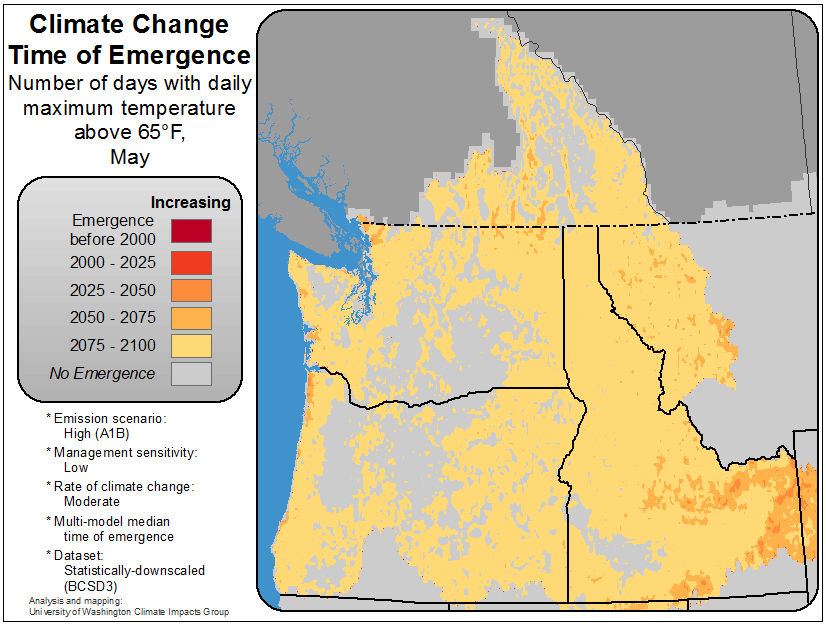 Climate Change
Time of Emergence
Number of days with daily
maximum temperature
above 65°F,
May
Increasing
Emergence
before 2000
2000 - 2025
2025 - 2050
2050 - 2075
2075 - 2100
No Emergence
* Emission scenario:
High (A1B)
* Management sensitivity:
Low
* Rate of climate change:
Moderate
* Multi-model median
time of emergence
* Dataset:
Statistically-downscaled
(BCSD3)
Analysis and mapping:
University of Washington Climate Impacts Group